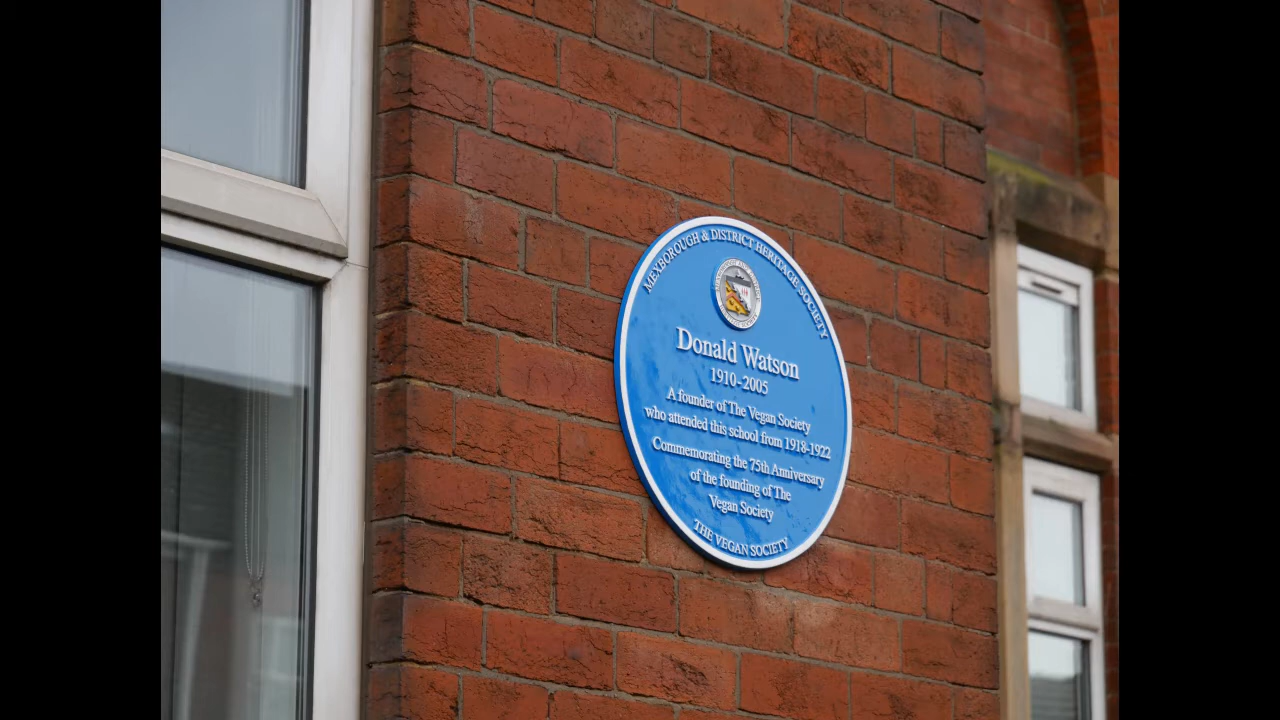 MEXBOROUGH & DISTRICT HERITAGE SOCIETY
Donald Watson
1910-2005
A founder of The Vegan Society
who attended this school from 1918-1922
Commemorating the 75th Anniversary
of the founding of The
Vegan Society
THE VEGAN SOCIETY